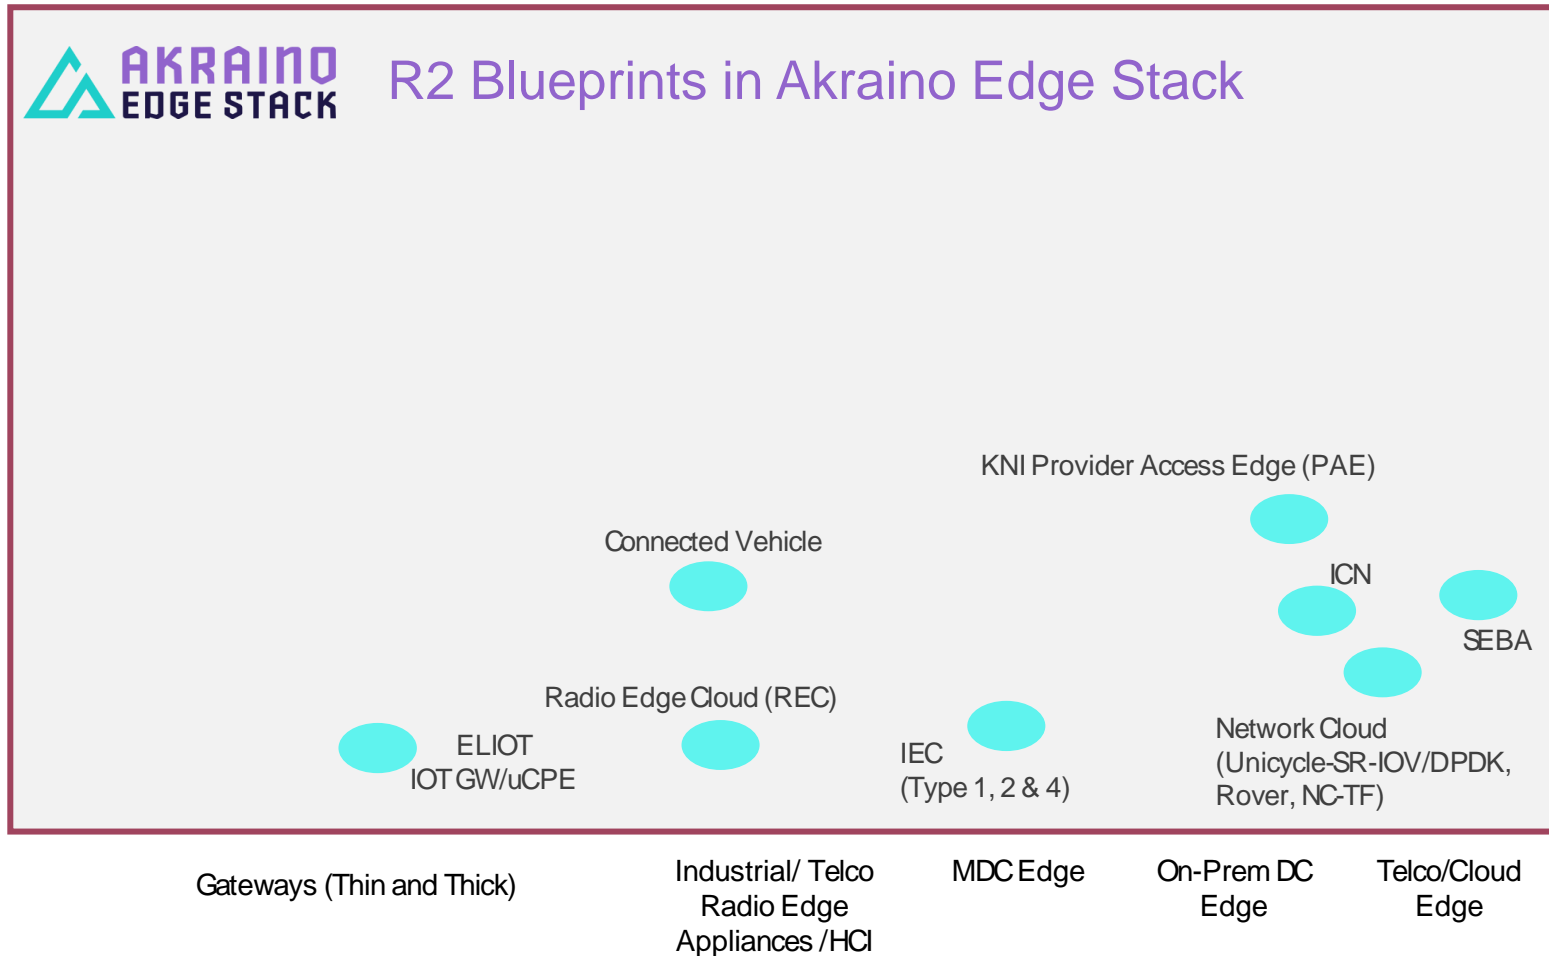 AKRAINO
EDGE STACK
R2 Blueprints in Akraino Edge Stack
KNI Provider Access Edge (PAE)
Connected Vehicle
ICN
SEBA
Radio Edge Cloud (REC)
ELIOT
IOT GW/uCPE
IEC
(Type 1, 2 & 4)
Network Cloud
(Unicycle-SR-IOV/DPDK,
Rover, NC-TF)
Gateways (Thin and Thick)
Industrial/ Telco
Radio Edge
Appliances /HCI
MDC Edge
On-Prem DC
Edge
Telco/Cloud
Edge